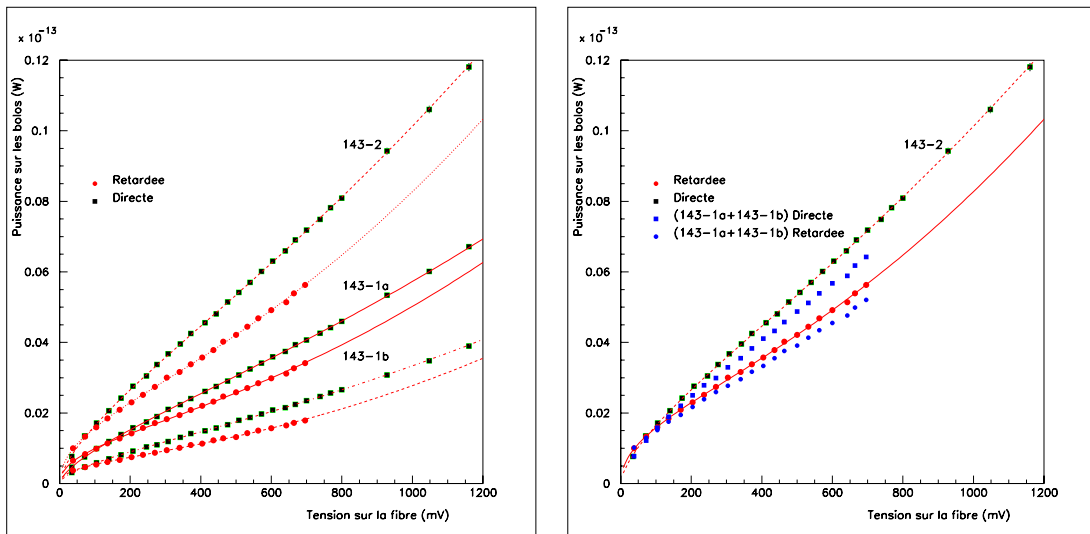 x 10⁻¹³
Puissance sur les bolos (W)
0.12
0.1
0.08
0.06
0.04
0.02
0
143-2
Retardee
Directe
143-1a
143-1b
0 200 400 600 800 1000 1200
Tension sur la fibre (mV)
x 10⁻¹³
Puissance sur les bolos (W)
0.12
0.1
0.08
0.06
0.04
0.02
0
143-2
Retardee
Directe
(143-1a+143-1b) Directe
(143-1a+143-1b) Retardee
0 200 400 600 800 1000 1200
Tension sur la fibre (mV)